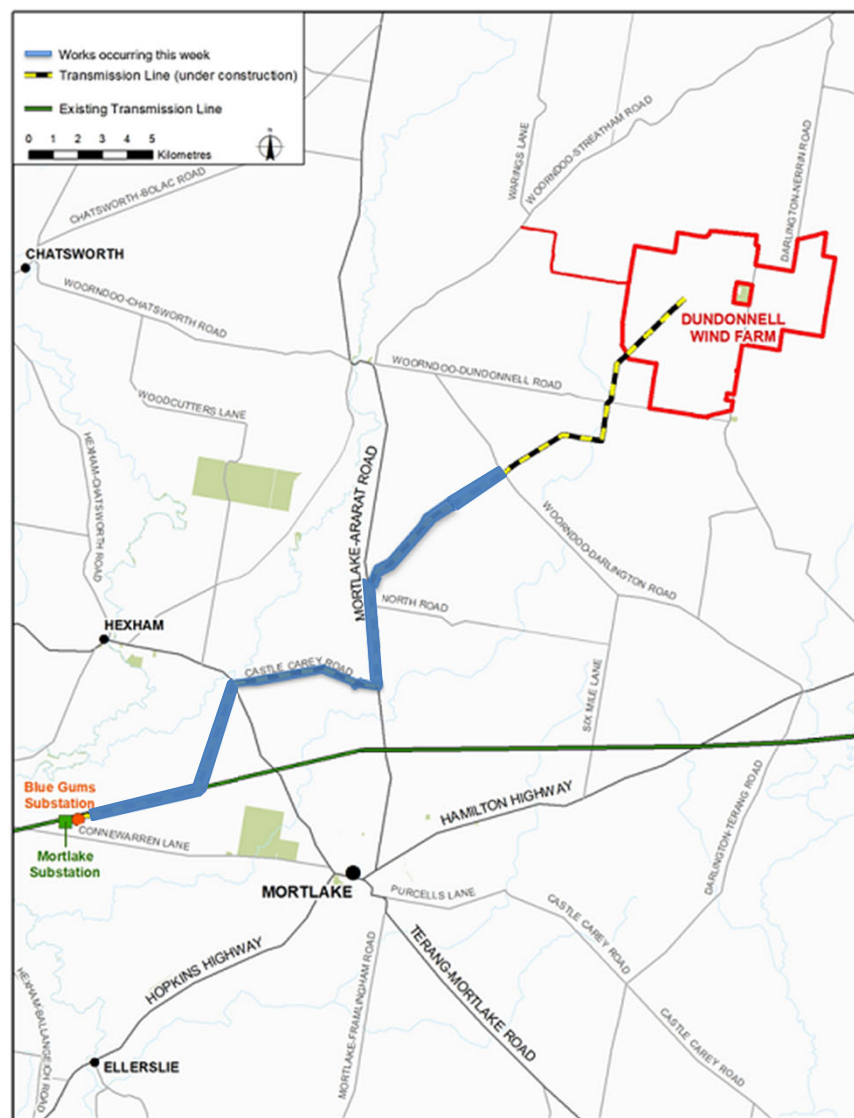 Works occurring this week
Transmission Line (under construction)
Existing Transmission Line
0 1 2 3 4 5
Kilometres
WARINGS LANE
WOORNDOO-STREATHAM ROAD
DARLINGTON-NERRIN ROAD
CHATSWORTH-BOLAC ROAD
CHATSWORTH
WOORNDOO-CHATSWORTH ROAD
DUNDONNELL
WIND FARM
WOORNDOO-DUNDONNELL ROAD
WOODCUTTERS LANE
HEXHAM-CHATSWORTH ROAD
MORTLAKE-ARARAT ROAD
WOORNDOO-DARLINGTON ROAD
NORTH ROAD
HEXHAM
CASTLE CAREY ROAD
SIX MILE LANE
Blue Gums
Substation
CONNEWARREN LANE
Mortlake
Substation
HAMILTON HIGHWAY
DARLINGTON-TERANG ROAD
MORTLAKE
PURCELLS LANE
CASTLE CAREY ROAD
HOPKINS HIGHWAY
TERANG-MORTLAKE ROAD
MORTLAKE-FRAMLINGHAM ROAD
HEXHAM-BALLANGEICH ROAD
CASTLE CAREY ROAD
ELLERSLIE